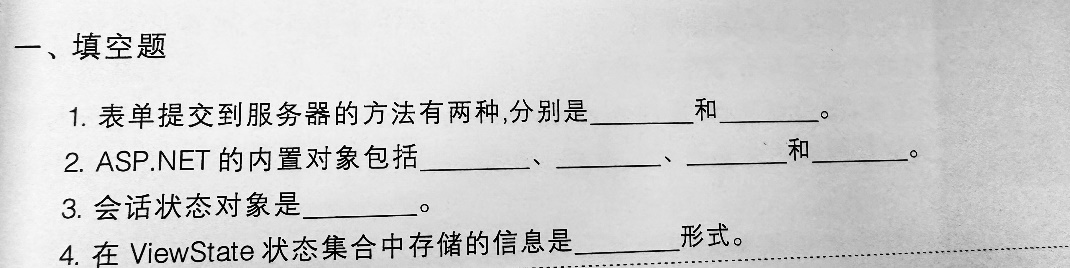 一、填空题
1. 表单提交到服务器的方法有两种,分别是________和________。
2. ASP.NET 的内置对象包括________、________、________和________。
3. 会话状态对象是________。
4. 在 ViewState 状态集合中存储的信息是________形式。